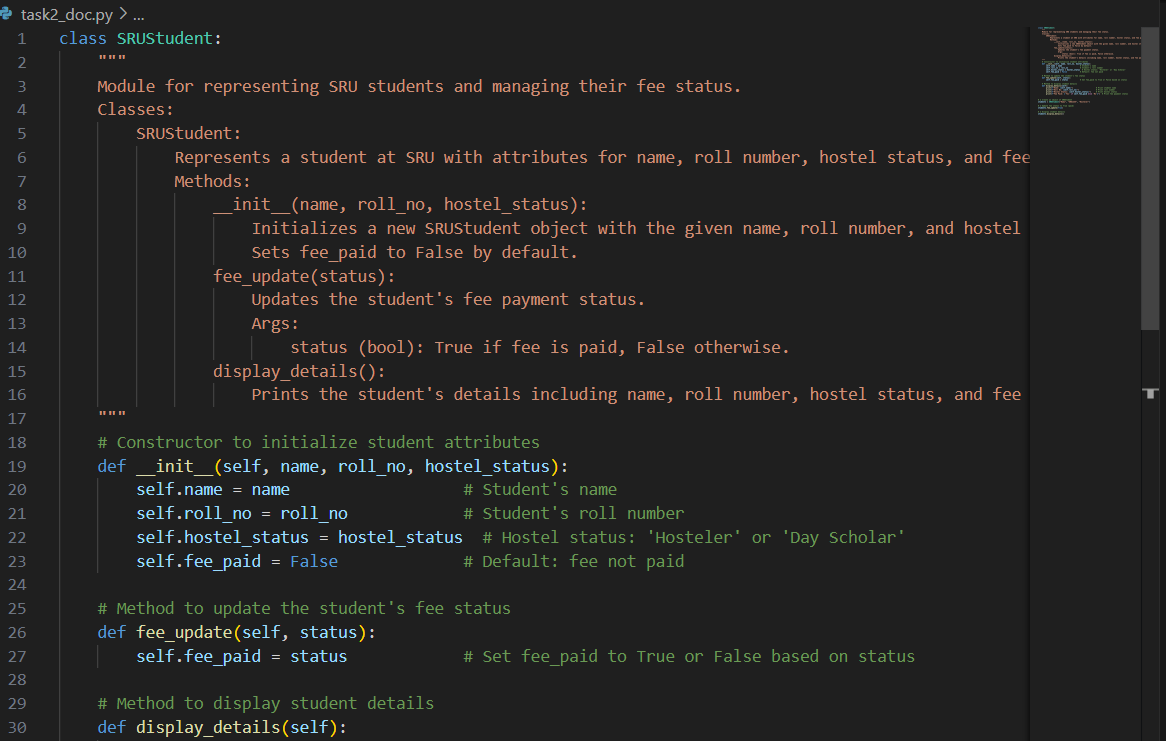 task2_doc.py > ...
1 class SRUStudent:
2 """
3 Module for representing SRU students and managing their fee status.
4 Classes:
5 SRUStudent:
6 Represents a student at SRU with attributes for name, roll number, hostel status, and fee
7 Methods:
8 __init__(name, roll_no, hostel_status):
9 Initializes a new SRUStudent object with the given name, roll number, and hostel
10 Sets fee_paid to False by default.
11 fee_update(status):
12 Updates the student's fee payment status.
13 Args:
14 status (bool): True if fee is paid, False otherwise.
15 display_details():
16 Prints the student's details including name, roll number, hostel status, and fee
17 """
18 # Constructor to initialize student attributes
19 def __init__(self, name, roll_no, hostel_status):
20 self.name = name # Student's name
21 self.roll_no = roll_no # Student's roll number
22 self.hostel_status = hostel_status # Hostel status: 'Hosteler' or 'Day Scholar'
23 self.fee_paid = False # Default: fee not paid
24
25 # Method to update the student's fee status
26 def fee_update(self, status):
27 self.fee_paid = status # Set fee_paid to True or False based on status
28
29 # Method to display student details
30 def display_details(self):